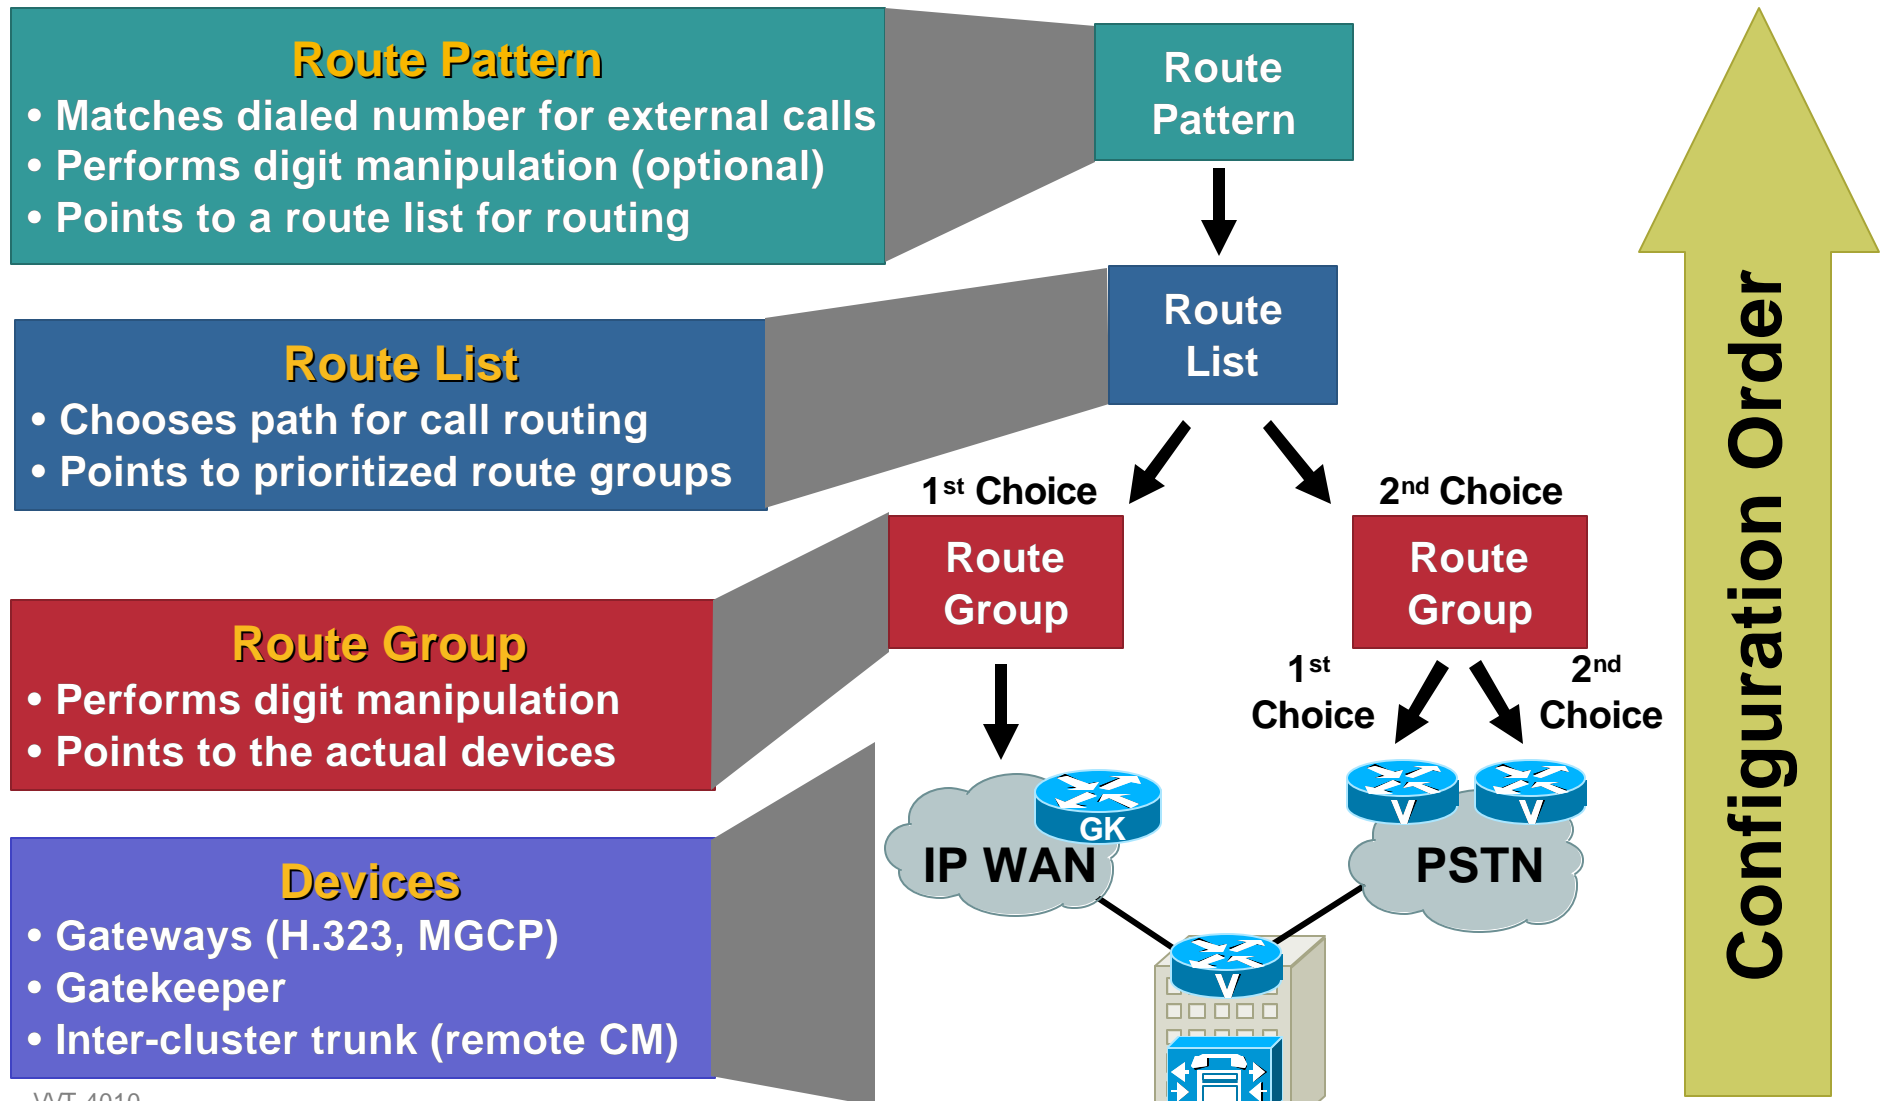 Route Pattern
• Matches dialed number for external calls
• Performs digit manipulation (optional)
• Points to a route list for routing
Route
Pattern
Route List
• Chooses path for call routing
• Points to prioritized route groups
Route
List
1st Choice
2nd Choice
Route
Group
Route
Group
Route Group
• Performs digit manipulation
• Points to the actual devices
1st
Choice
2nd
Choice
Devices
• Gateways (H.323, MGCP)
• Gatekeeper
• Inter-cluster trunk (remote CM)
GK
IP WAN
V
V
PSTN
V
Configuration Order